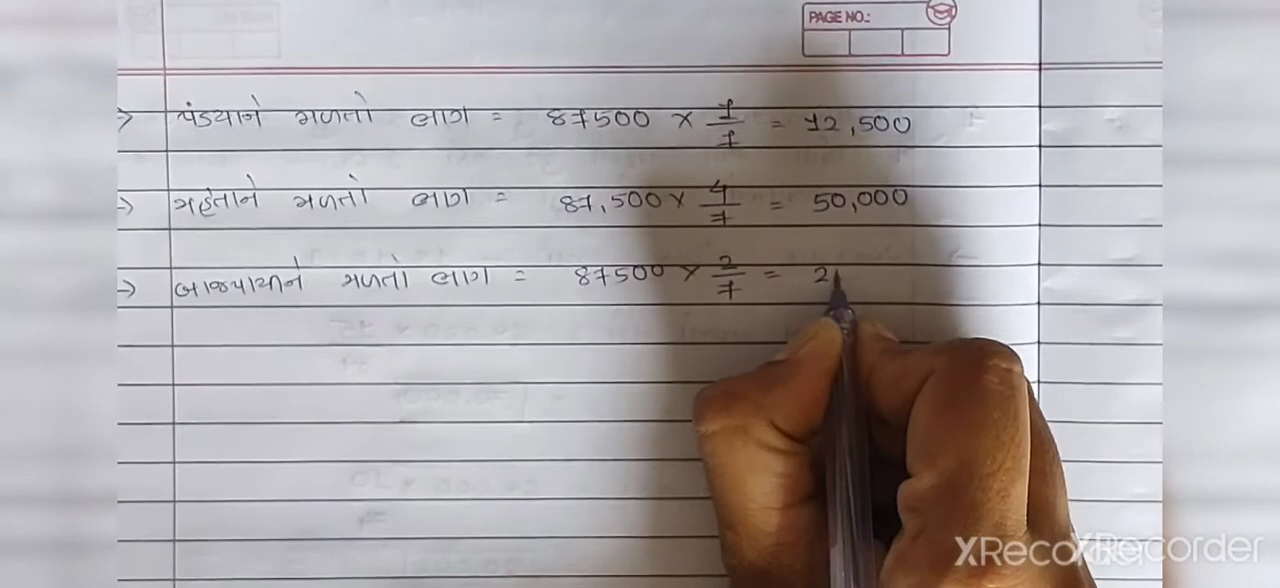 PAGE NO.:
→ પંડયાને મળતો ભાગ = 87500 × 1/7 = 12,500
→ મહેતાને મળતો ભાગ = 87,500 × 4/7 = 50,000
→ બાજપાયીને મળતો ભાગ = 87500 × 2/7 = 2
XRecorder